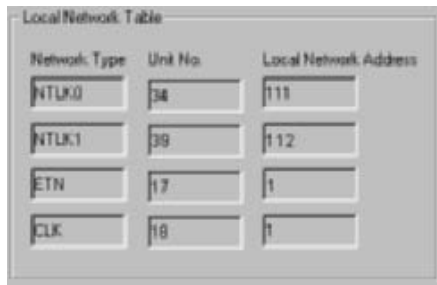 Local Network Table
Network Type Unit No. Local Network Address
NTLK0 34 111
NTLK1 39 112
ETN 17 1
CLK 18 1